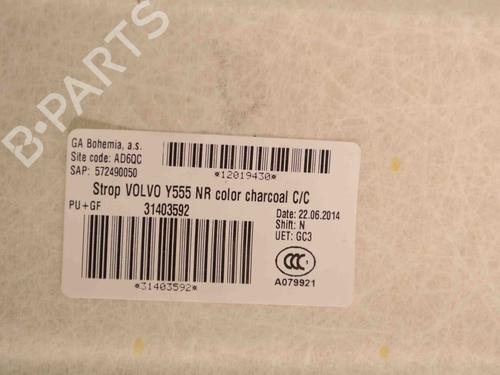 B-PARTS
GA Bohemia, a.s.
Site code: AD6QC
SAP: 572490050
*12019430*
Strop VOLVO Y555 NR color charcoal C/C
PU+GF
31403592
Date: 22.06.2014
Shift: N
UET: GC3
CCC
A079921
*31403592*